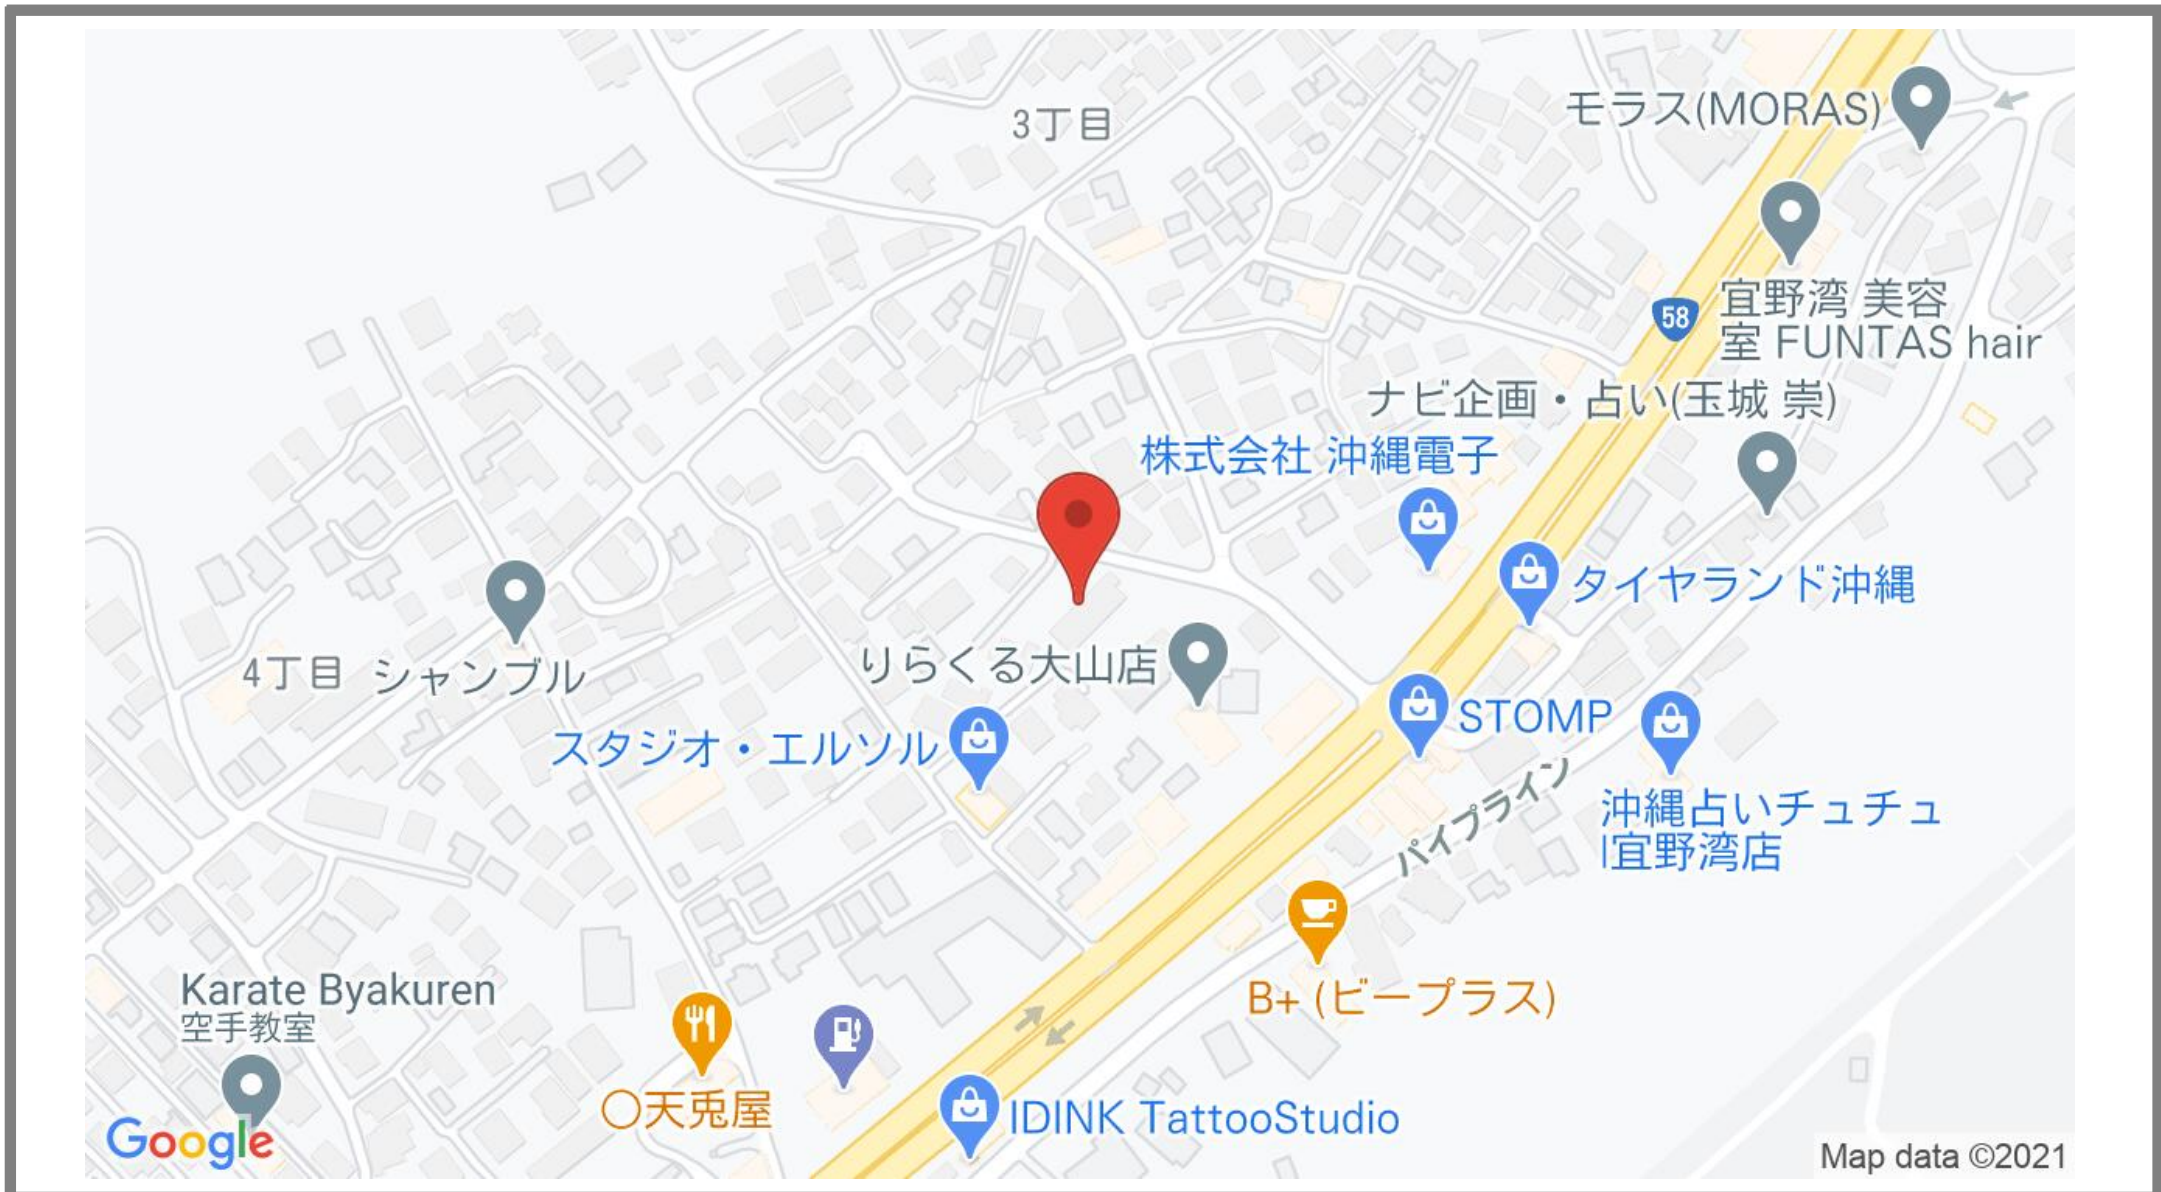 3丁目
モラス(MORAS)
58
宜野湾 美容
室 FUNTAS hair
ナビ企画・占い(玉城 崇)
株式会社 沖縄電子
タイヤランド沖縄
4丁目
シャンブル
りらくる大山店
スタジオ・エルソル
STOMP
パイプライン
沖縄占いチュチュ
|宜野湾店
B+ (ビープラス)
Karate Byakuren
空手教室
〇天兎屋
IDINK TattooStudio
Google
Map data ©2021